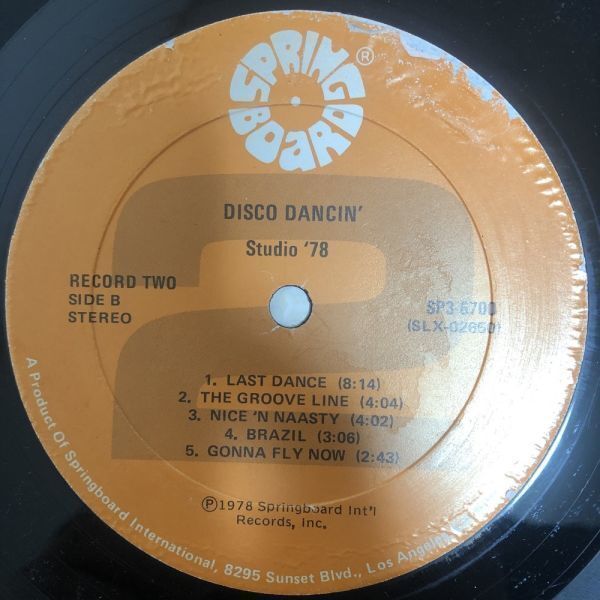 SPRINGBOARD®
2
DISCO DANCIN'
Studio '78
RECORD TWO
SIDE B
STEREO
SP3-6700
(SLX-02650)
1. LAST DANCE (8:14)
2. THE GROOVE LINE (4:04)
3. NICE 'N NAASTY (4:02)
4. BRAZIL (3:06)
5. GONNA FLY NOW (2:43)
℗1978 Springboard Int'l
Records, Inc.
A Product Of Springboard International, 8295 Sunset Blvd., Los Angeles